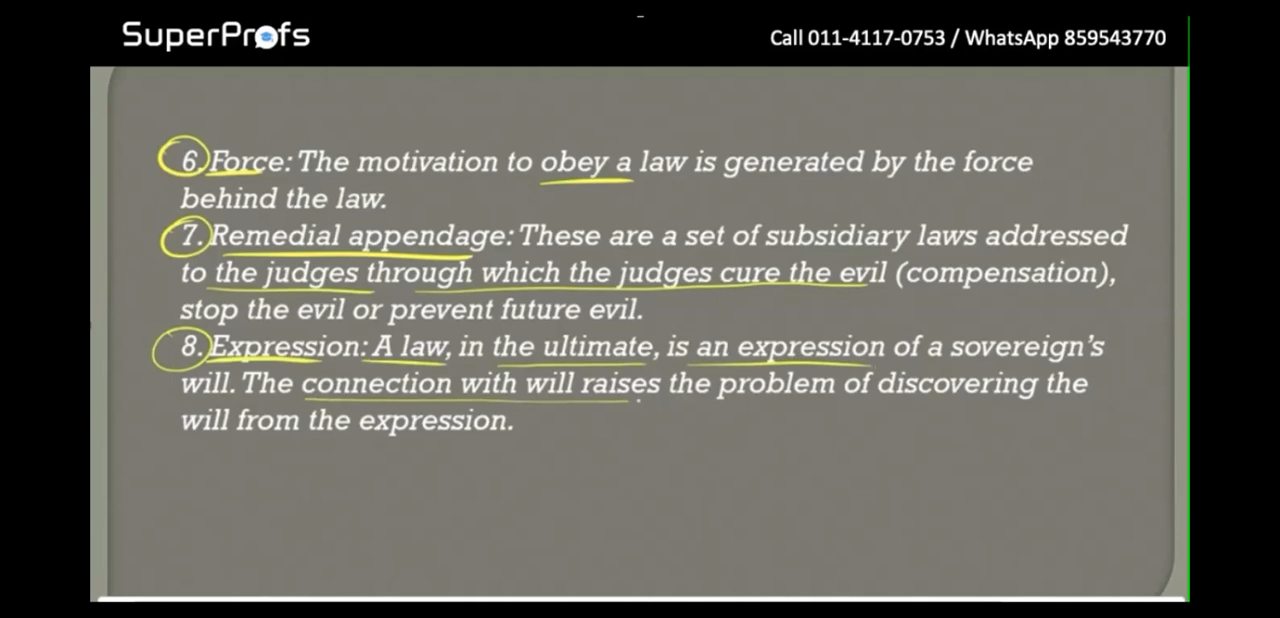 SuperProfs
Call 011-4117-0753 / WhatsApp 859543770
6. Force: The motivation to obey a law is generated by the force
behind the law.
7. Remedial appendage: These are a set of subsidiary laws addressed
to the judges through which the judges cure the evil (compensation),
stop the evil or prevent future evil.
8. Expression: A law, in the ultimate, is an expression of a sovereign's
will. The connection with will raises the problem of discovering the
will from the expression.